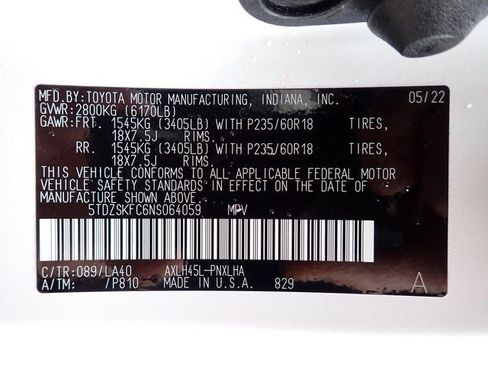 MFD.BY:TOYOTA MOTOR MANUFACTURING, INDIANA, INC. 05/22
GVWR:2800KG (6170LB)
GAWR:FRT. 1545KG (3405LB) WITH P235/60R18 TIRES,
18X7.5J RIMS.
RR. 1545KG (3405LB) WITH P235/60R18 TIRES,
18X7.5J RIMS.
THIS VEHICLE CONFORMS TO ALL APPLICABLE FEDERAL MOTOR
VEHICLE SAFETY STANDARDS IN EFFECT ON THE DATE OF
MANUFACTURE SHOWN ABOVE.
5TDZSKFC6NS064059 MPV
C/TR:089/LA40 AXLH45L-PNXLHA
A/TM: /P810 MADE IN U.S.A. 829 A